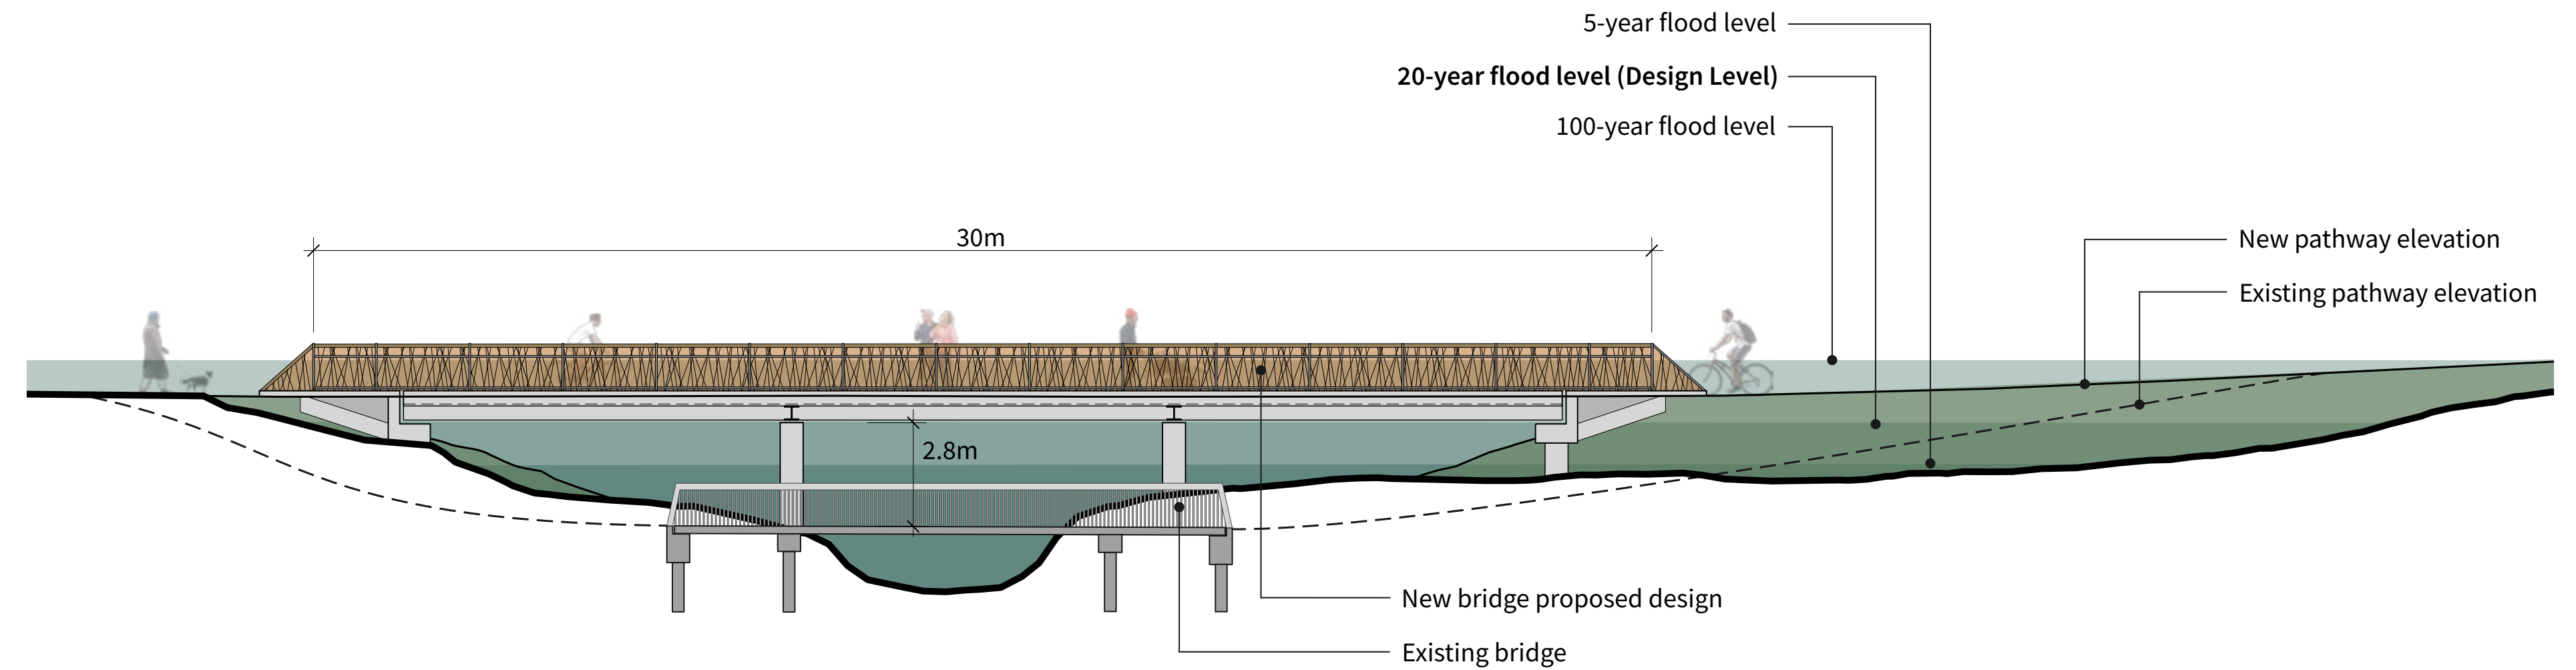 5-year flood level
20-year flood level (Design Level)
100-year flood level
30m
New pathway elevation
Existing pathway elevation
2.8m
New bridge proposed design
Existing bridge